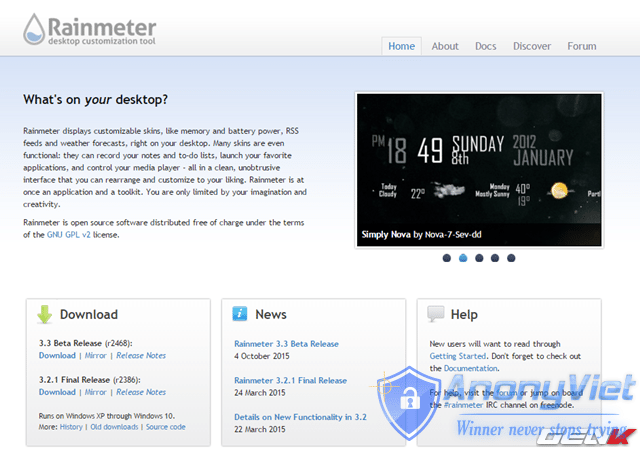 Rainmeter
desktop customization tool
Home About Docs Discover Forum
What's on your desktop?
Rainmeter displays customizable skins, like memory and battery power, RSS
feeds and weather forecasts, right on your desktop. Many skins are even
functional: they can record your notes and to-do lists, launch your favorite
applications, and control your media player - all in a clean, unobtrusive
interface that you can rearrange and customize to your liking. Rainmeter is at
once an application and a toolkit. You are only limited by your imagination and
creativity.
Rainmeter is open source software distributed free of charge under the terms
of the GNU GPL v2 license.
PM 18 49 SUNDAY 8th 2012 JANUARY
Today Cloudy 22° Monday Mostly Sunny 40° 19°
Simply Nova by Nova-7-Sev-dd
Download
3.3 Beta Release (r2468):
Download | Mirror | Release Notes
3.2.1 Final Release (r2386):
Download | Mirror | Release Notes
Runs on Windows XP through Windows 10.
More: History | Old downloads | Source code
News
Rainmeter 3.3 Beta Release
4 October 2015
Rainmeter 3.2.1 Final Release
24 March 2015
Details on New Functionality in 3.2
22 March 2015
Help
New users will want to read through
Getting Started. Don't forget to check out
the Documentation.
For help, visit the forum or jump on board
the #rainmeter IRC channel on freenode.
AnonyViet
Winner never stops trying
GENK